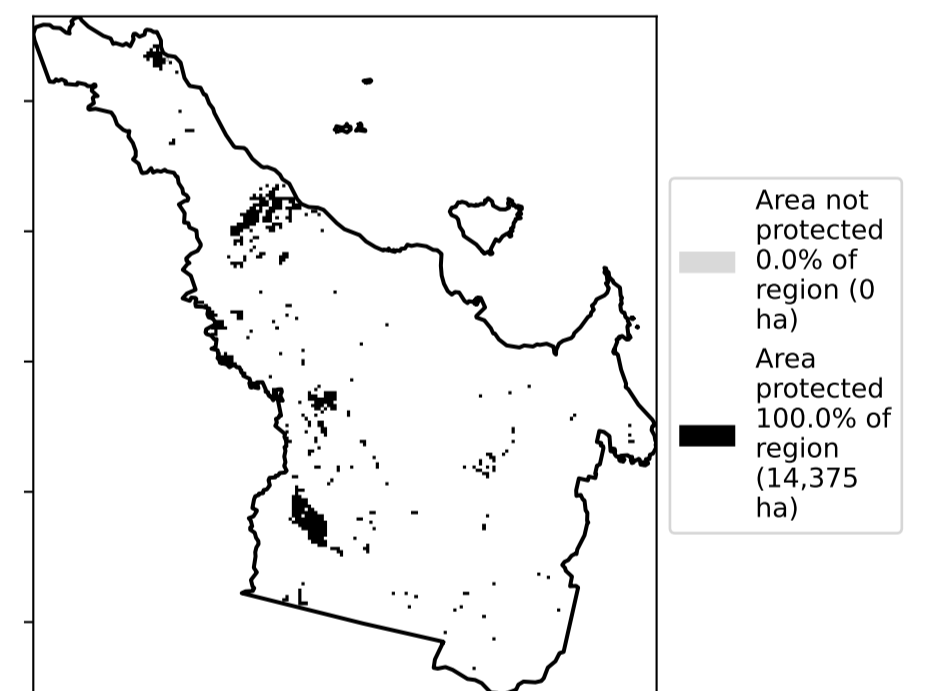 Area not
protected
0.0% of
region (0
ha)
Area
protected
100.0% of
region
(14,375
ha)